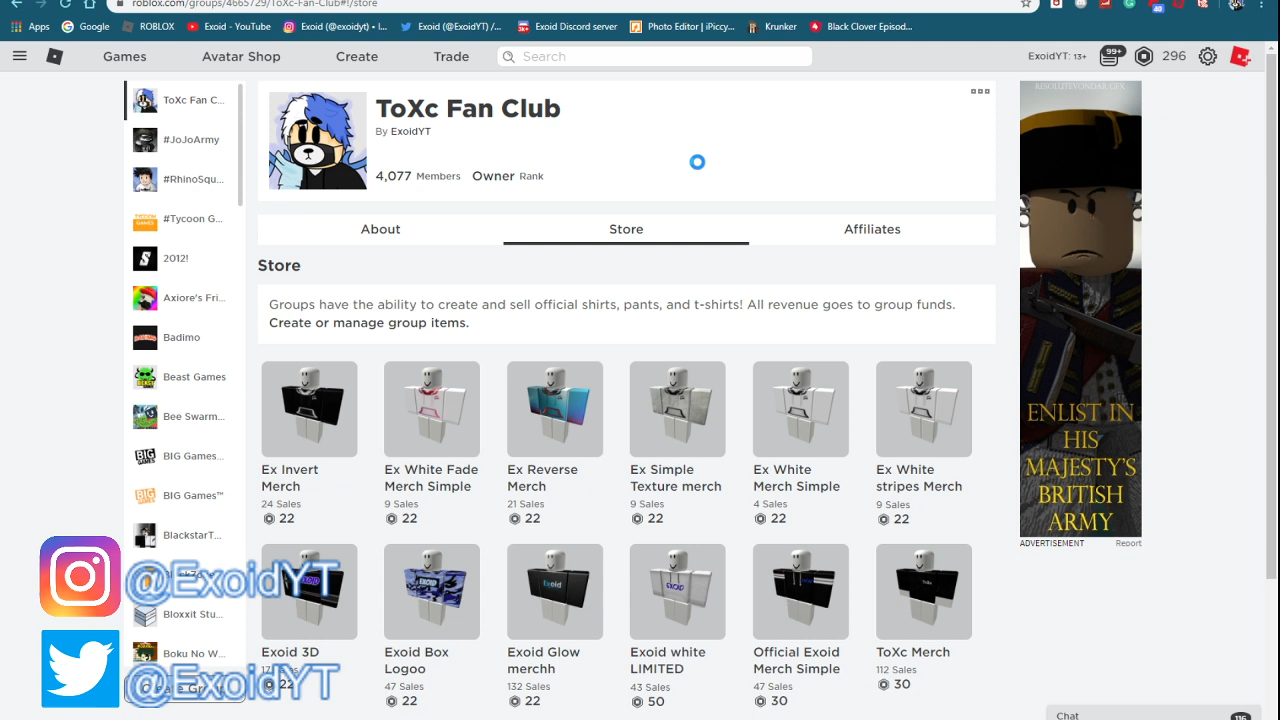 roblox.com/groups/4665729/ToXc-Fan-Club#!/store
Apps Google ROBLOX Exoid - YouTube Instagram (@exoidyt) • I... Exoid (@ExoidYT) /... Exoid Discord server Photo Editor | iPiccy... Krunker Black Clover Episod...
40
Games Avatar Shop Create Trade Search ExoidYT: 13+ 99+ 296
ToXc Fan C...
#JoJoArmy
#RhinoSqu...
#Tycoon G...
2012!
Axiore's Fri...
Badimo
Beast Games
Bee Swarm...
BIG Games...
BIG Games™
BlackstarT...
Bloxxit Stu...
Boku No W...
ToXc Fan Club
By ExoidYT
4,077 Members Owner Rank
About Store Affiliates
Store
Groups have the ability to create and sell official shirts, pants, and t-shirts! All revenue goes to group funds.
Create or manage group items.
Ex Invert Merch
24 Sales
22
Ex White Fade Merch Simple
9 Sales
22
Ex Reverse Merch
21 Sales
22
Ex Simple Texture merch
9 Sales
22
Ex White Merch Simple
4 Sales
22
Ex White stripes Merch
9 Sales
22
Exoid 3D
22
Exoid Box Logoo
47 Sales
22
Exoid Glow merchh
132 Sales
22
Exoid white LIMITED
43 Sales
50
Official Exoid Merch Simple
47 Sales
30
ToXc Merch
112 Sales
30
@ExoidYT
@ExoidYT
ENLIST IN
HIS
MAJESTY'S
BRITISH
ARMY
ADVERTISEMENT Report
Chat 116